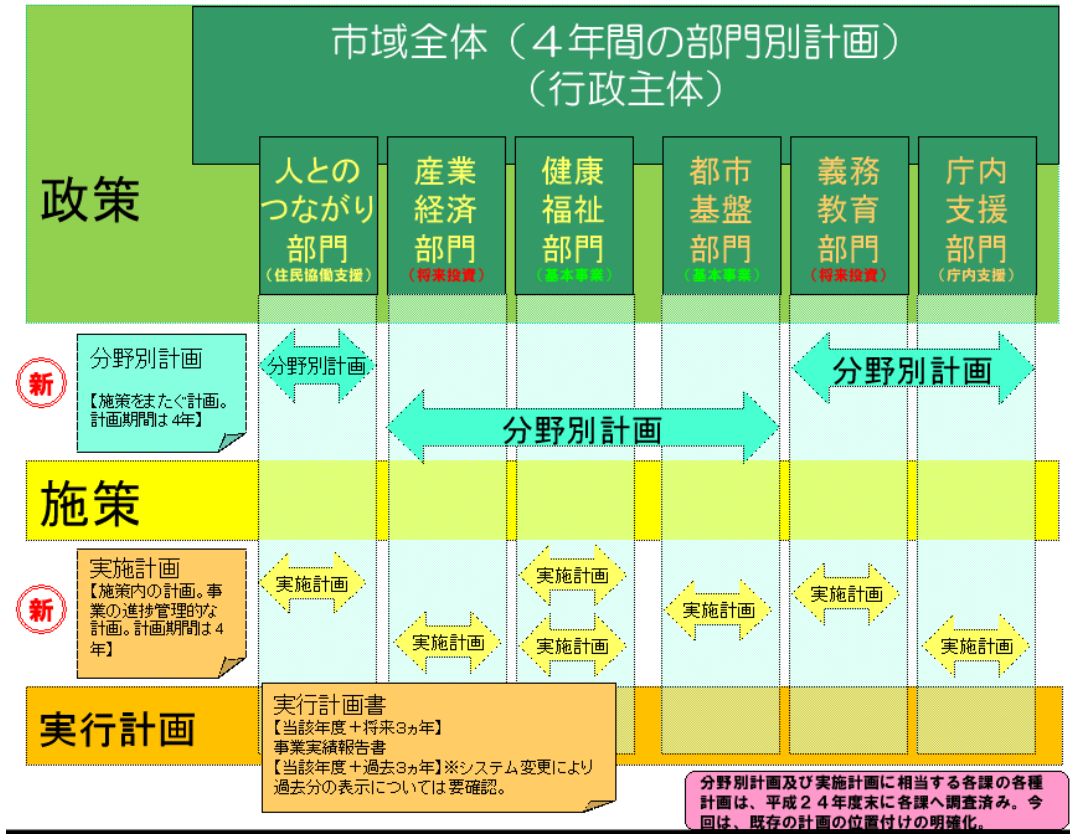 市域全体（４年間の部門別計画）
（行政主体）
政策
人との
つながり
部門
（住民協働支援）
産業
経済
部門
（将来投資）
健康
福祉
部門
（基本事業）
都市
基盤
部門
（基本事業）
義務
教育
部門
（将来投資）
庁内
支援
部門
（庁内支援）
新
分野別計画
【施策をまたぐ計画。
計画期間は４年】
分野別計画
分野別計画
分野別計画
施策
新
実施計画
【施策内の計画。事
業の進捗管理的な
計画。計画期間は４
年】
実施計画
実施計画
実施計画
実施計画
実施計画
実施計画
実施計画
実行計画
実行計画書
【当該年度＋将来３ヵ年】
事業実績報告書
【当該年度＋過去３ヵ年】※システム変更により
過去分の表示については要確認。
分野別計画及び実施計画に相当する各課の各種
計画は、平成２４年度末に各課へ調査済み。今
回は、既存の計画の位置付けの明確化。